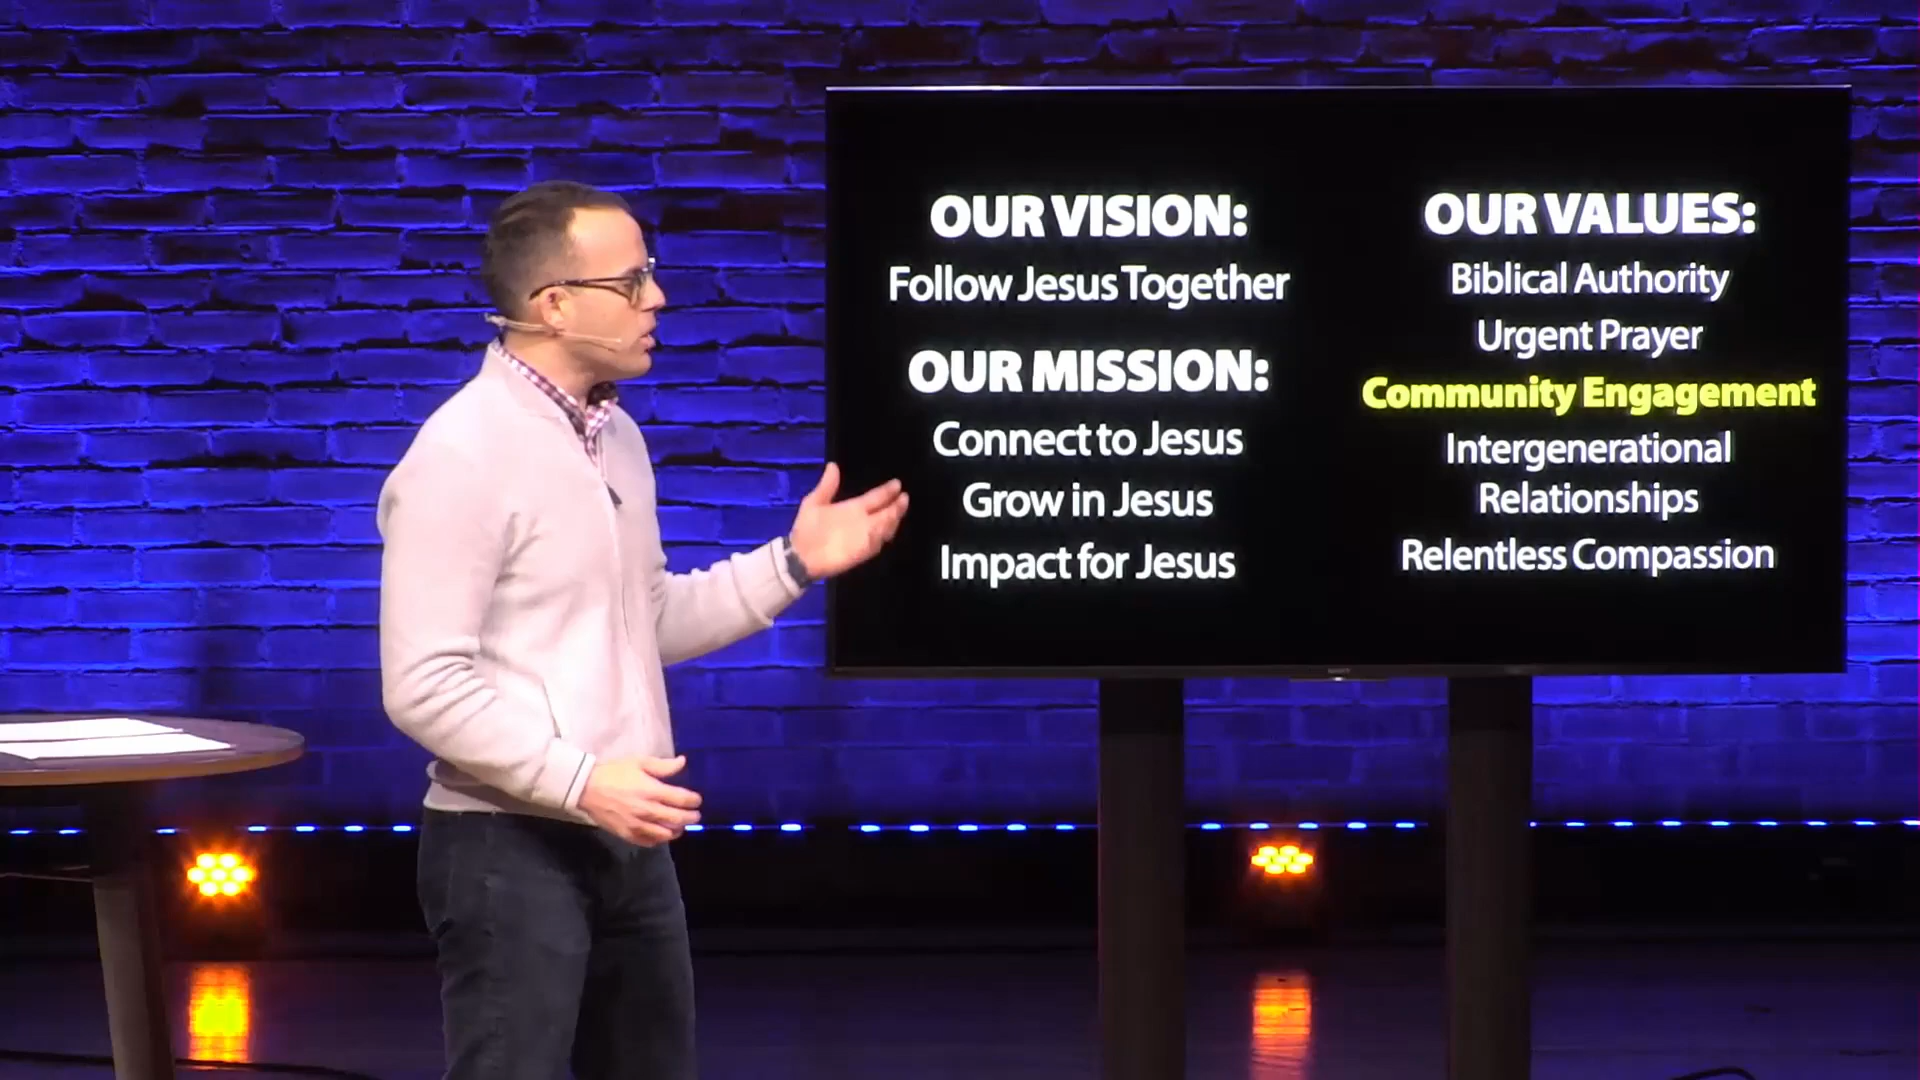 OUR VISION:
Follow Jesus Together
OUR MISSION:
Connect to Jesus
Grow in Jesus
Impact for Jesus
OUR VALUES:
Biblical Authority
Urgent Prayer
Community Engagement
Intergenerational
Relationships
Relentless Compassion